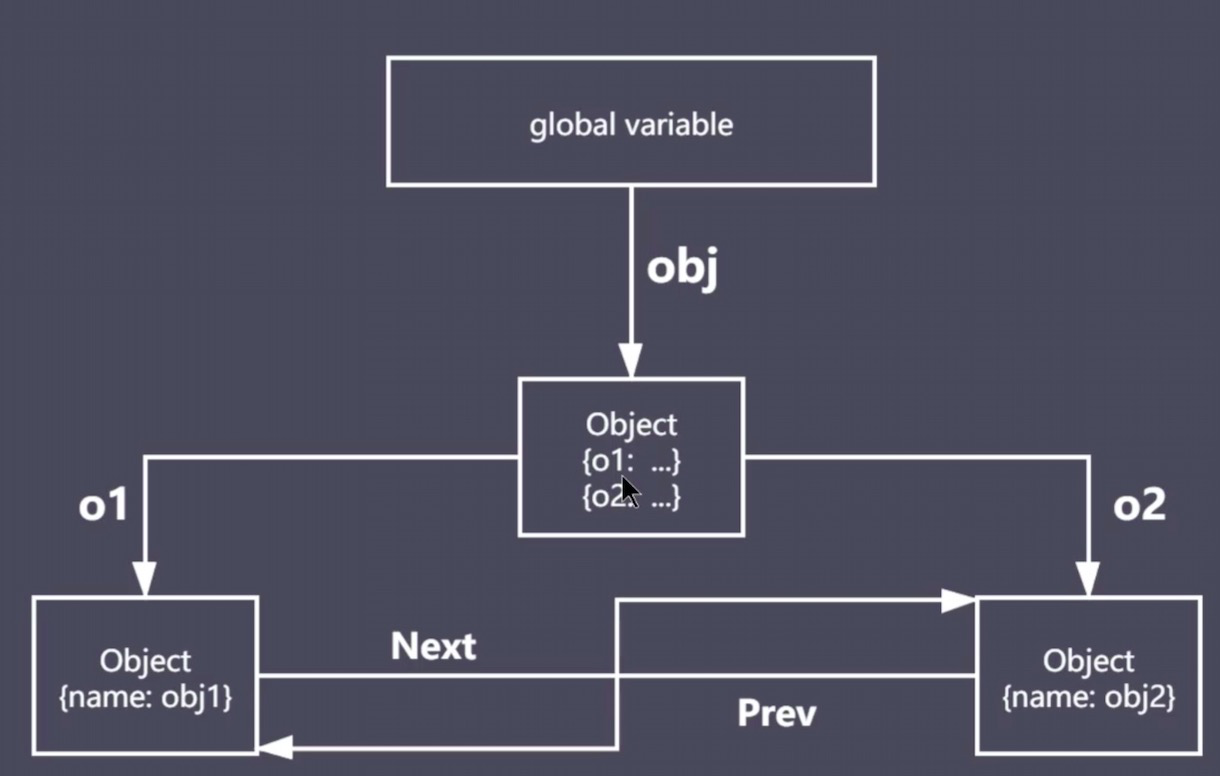 global variable
obj
Object
{o1: ...}
{o2: ...}
o1
o2
Next
Object
{name: obj1}
Object
{name: obj2}
Prev